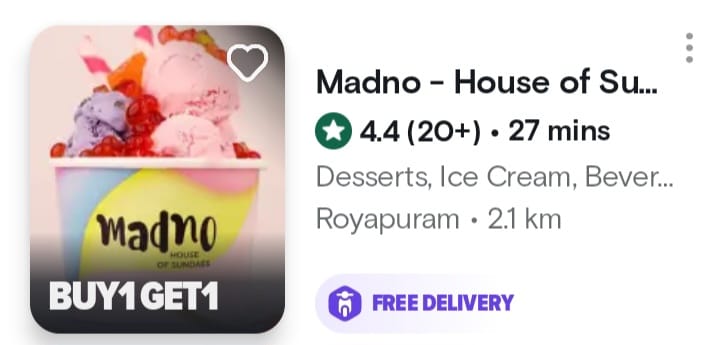 madno
HOUSE
OF SUNDAES
BUY1 GET1
Madno - House of Su...
4.4 (20+) • 27 mins
Desserts, Ice Cream, Bever...
Royapuram • 2.1 km
FREE DELIVERY